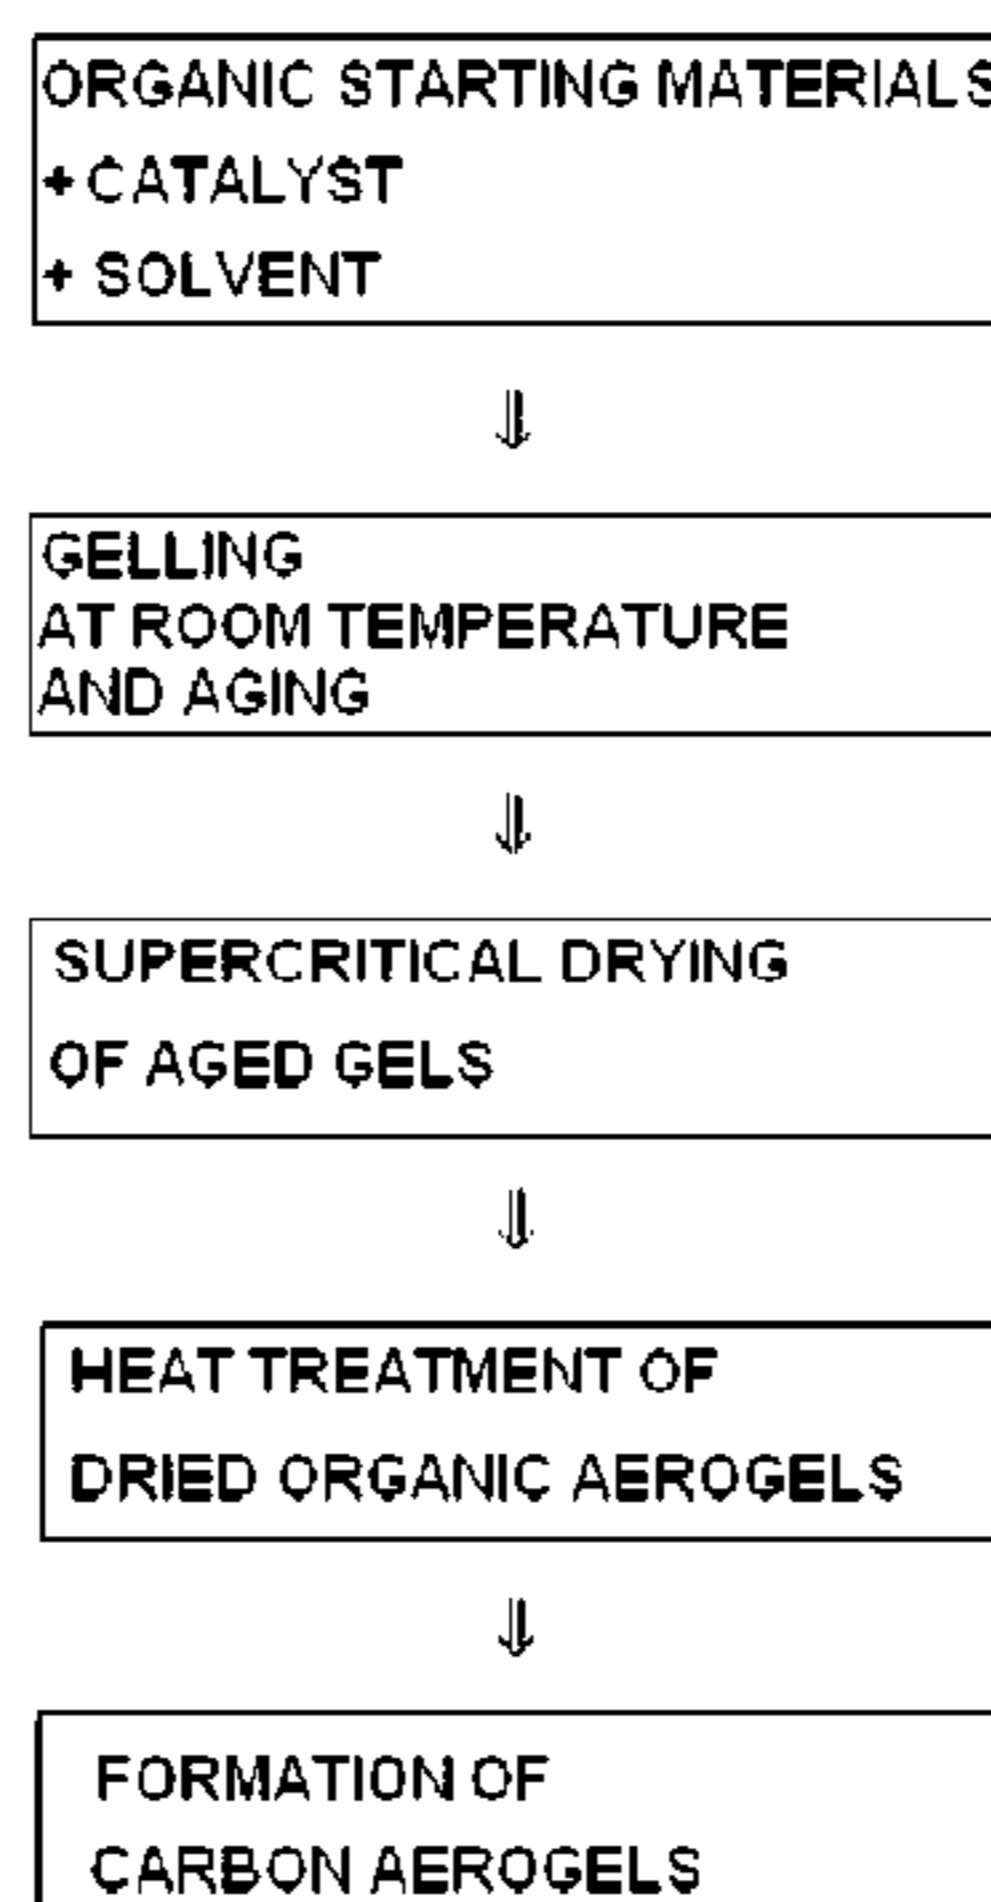 ORGANIC STARTING MATERIALS
+ CATALYST
+ SOLVENT
GELLING
AT ROOM TEMPERATURE
AND AGING
SUPERCRITICAL DRYING
OF AGED GELS
HEAT TREATMENT OF
DRIED ORGANIC AEROGELS
FORMATION OF
CARBON AEROGELS